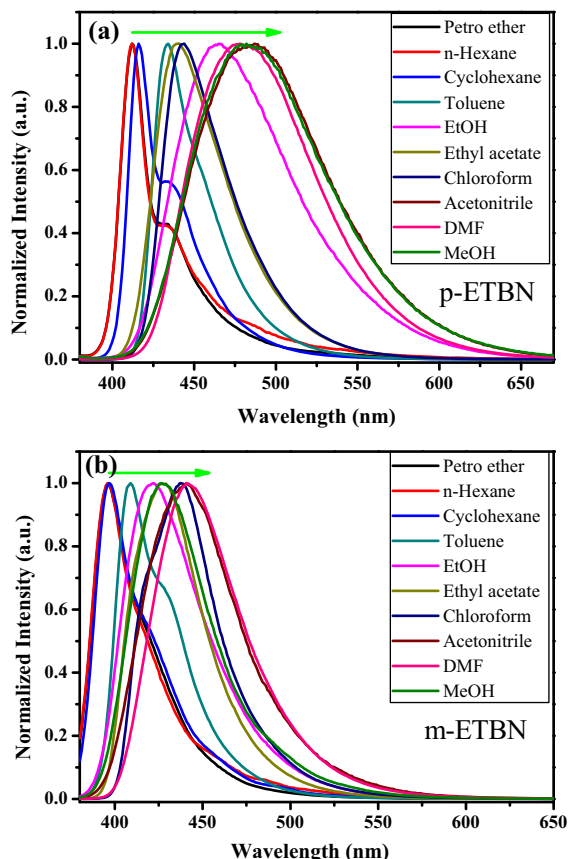 (a)
Petro ether
n-Hexane
Cyclohexane
Toluene
EtOH
Ethyl acetate
Chloroform
Acetonitrile
DMF
MeOH
p-ETBN
Normalized Intensity (a.u.)
1.0
0.8
0.6
0.4
0.2
0.0
400 450 500 550 600 650
Wavelength (nm)
(b)
Petro ether
n-Hexane
Cyclohexane
Toluene
EtOH
Ethyl acetate
Chloroform
Acetonitrile
DMF
MeOH
m-ETBN
Normalized Intensity (a.u.)
1.0
0.8
0.6
0.4
0.2
0.0
400 450 500 550 600 650
Wavelength (nm)